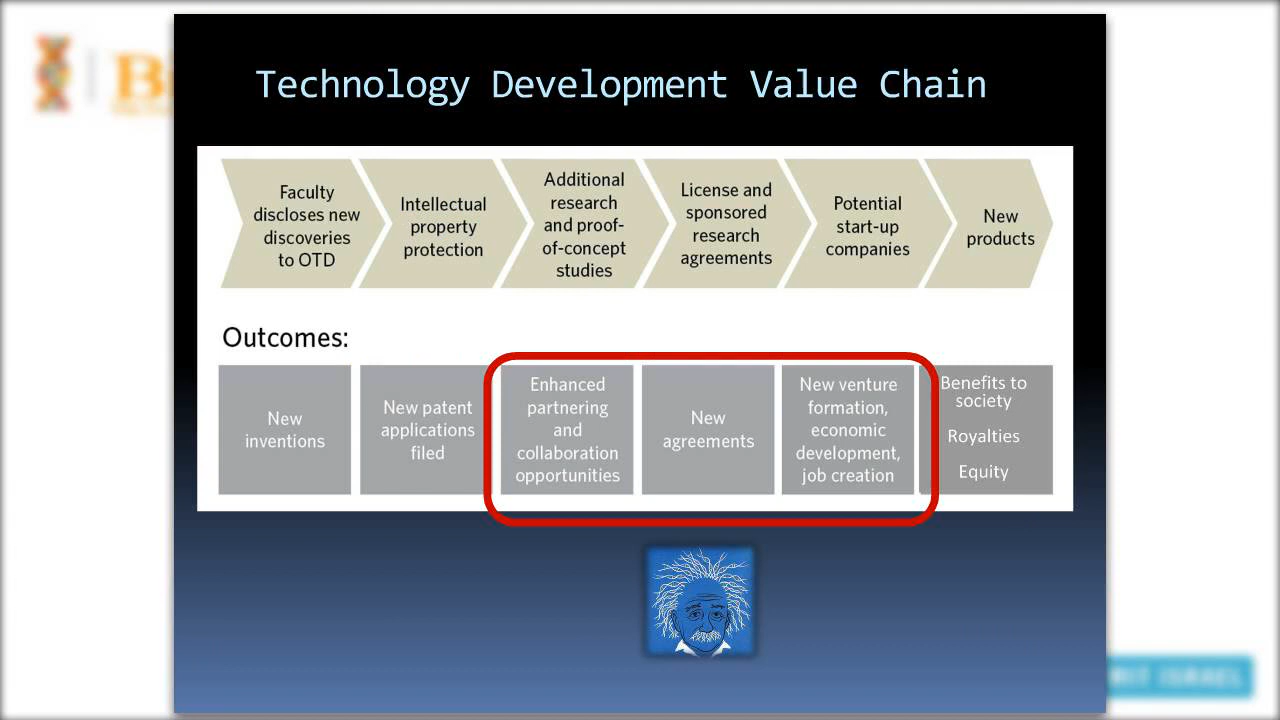 Technology Development Value Chain
Faculty
discloses new
discoveries
to OTD
Intellectual
property
protection
Additional
research
and proof-
of-concept
studies
License and
sponsored
research
agreements
Potential
start-up
companies
New
products
Outcomes:
New
inventions
New patent
applications
filed
Enhanced
partnering
and
collaboration
opportunities
New
agreements
New venture
formation,
economic
development,
job creation
Benefits to
society
Royalties
Equity
ISRAEL